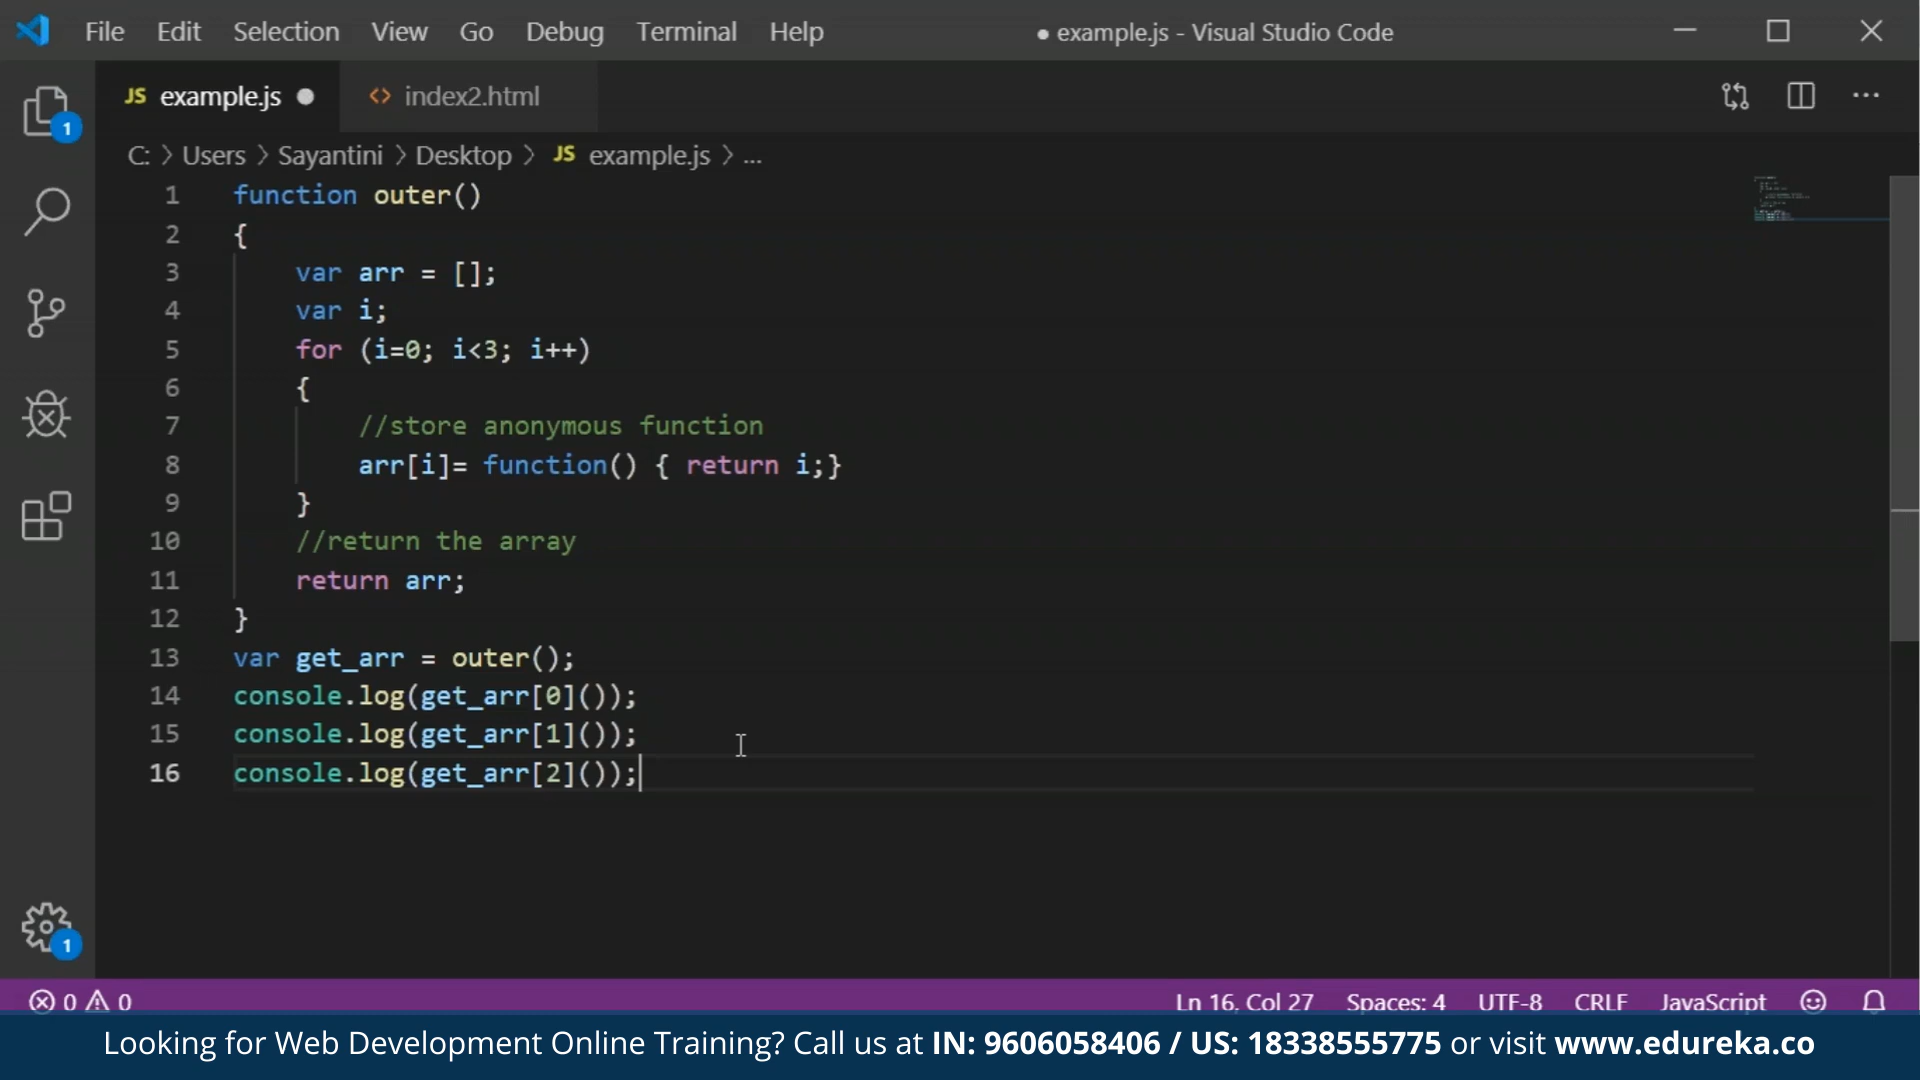 File Edit Selection View Go Debug Terminal Help ● example.js - Visual Studio Code
JS example.js ● <> index2.html ...
1
C: > Users > Sayantini > Desktop > JS example.js > ...
1 function outer()
2 {
3 var arr = [];
4 var i;
5 for (i=0; i<3; i++)
6 {
7 //store anonymous function
8 arr[i]= function() { return i;}
9 }
10 //return the array
11 return arr;
12 }
13 var get_arr = outer();
14 console.log(get_arr[0]());
15 console.log(get_arr[1]());
16 console.log(get_arr[2]());
1
0 0 Ln 16, Col 27 Spaces: 4 UTF-8 CRLF JavaScript
Looking for Web Development Online Training? Call us at IN: 9606058406 / US: 18338555775 or visit www.edureka.co